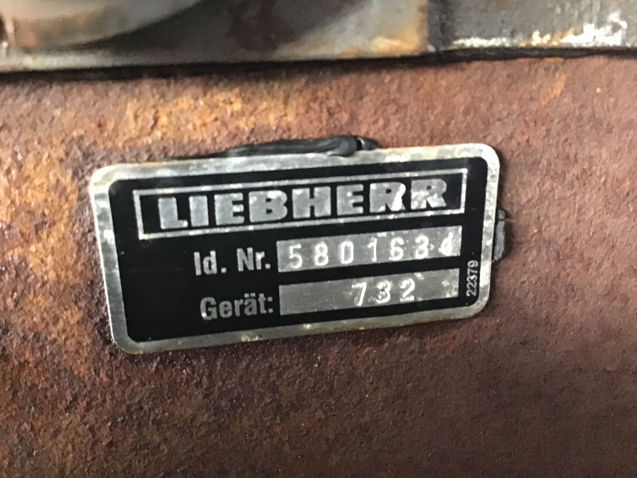 LIEBHERR
Id. Nr. 5801634
Gerät: 732
22379